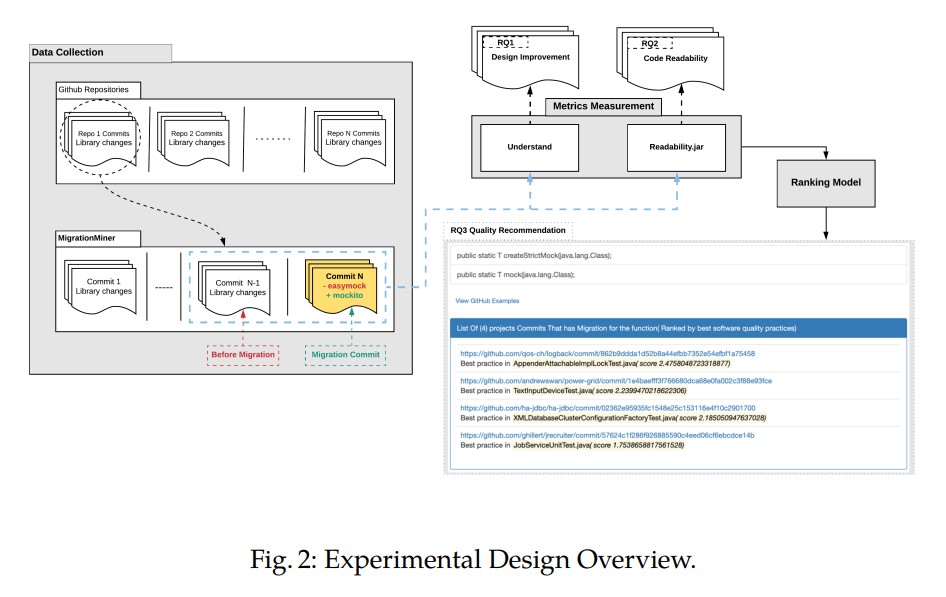 Data Collection
Github Repositories
Repo 1 Commits
Library changes
Repo 2 Commits
Library changes
.......
Repo N Commits
Library changes
MigrationMiner
Commit 1
Library changes
-----
Commit N-1
Library changes
Commit N
- easymock
+ mockito
Before Migration
Migration Commit
RQ1
Design Improvement
RQ2
Code Readability
Metrics Measurement
Understand
Readability.jar
Ranking Model
RQ3 Quality Recommendation
public static T createStrictMock(java.lang.Class);
public static T mock(java.lang.Class);
View GitHub Examples
List Of (4) projects Commits That has Migration for the function( Ranked by best software quality practices)
https://github.com/qos-ch/logback/commit/862b9ddda1d52b8a44efbb7352e54efbf1a75458
Best practice in AppenderAttachableImplLockTest.java( score 2.4758048723318877)
https://github.com/andrewswan/power-grid/commit/1e4baefff3f766680dca68e0fa002c3f88e93fce
Best practice in TextInputDeviceTest.java( score 2.2399470218622306)
https://github.com/ha-jdbc/ha-jdbc/commit/02362e95935fc1548e25c153116e4f10c2901700
Best practice in XMLDatabaseClusterConfigurationFactoryTest.java( score 2.185050947637028)
https://github.com/ghillert/jrecruiter/commit/57624c1f286f926885590c4eed06cf6ebcdce14b
Best practice in JobServiceUnitTest.java( score 1.7538658817561528)
Fig. 2: Experimental Design Overview.